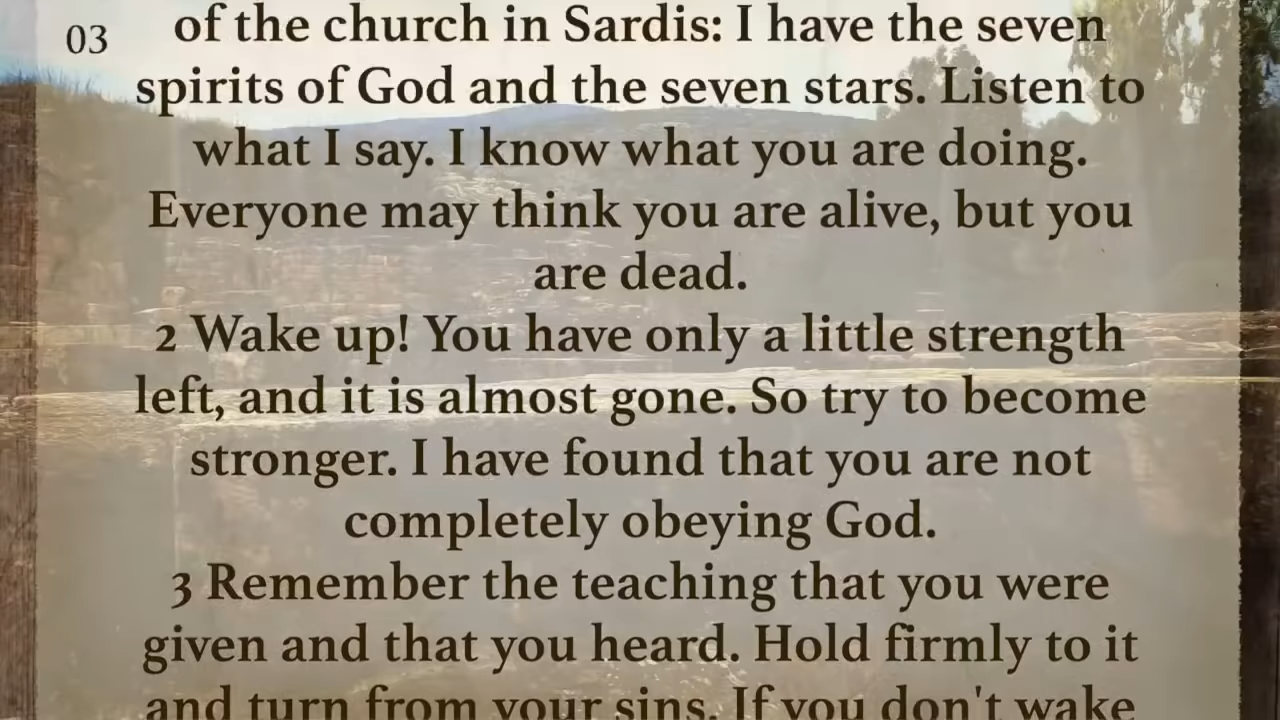 03
of the church in Sardis: I have the seven
spirits of God and the seven stars. Listen to
what I say. I know what you are doing.
Everyone may think you are alive, but you
are dead.
2 Wake up! You have only a little strength
left, and it is almost gone. So try to become
stronger. I have found that you are not
completely obeying God.
3 Remember the teaching that you were
given and that you heard. Hold firmly to it
and turn from your sins. If you don't wake